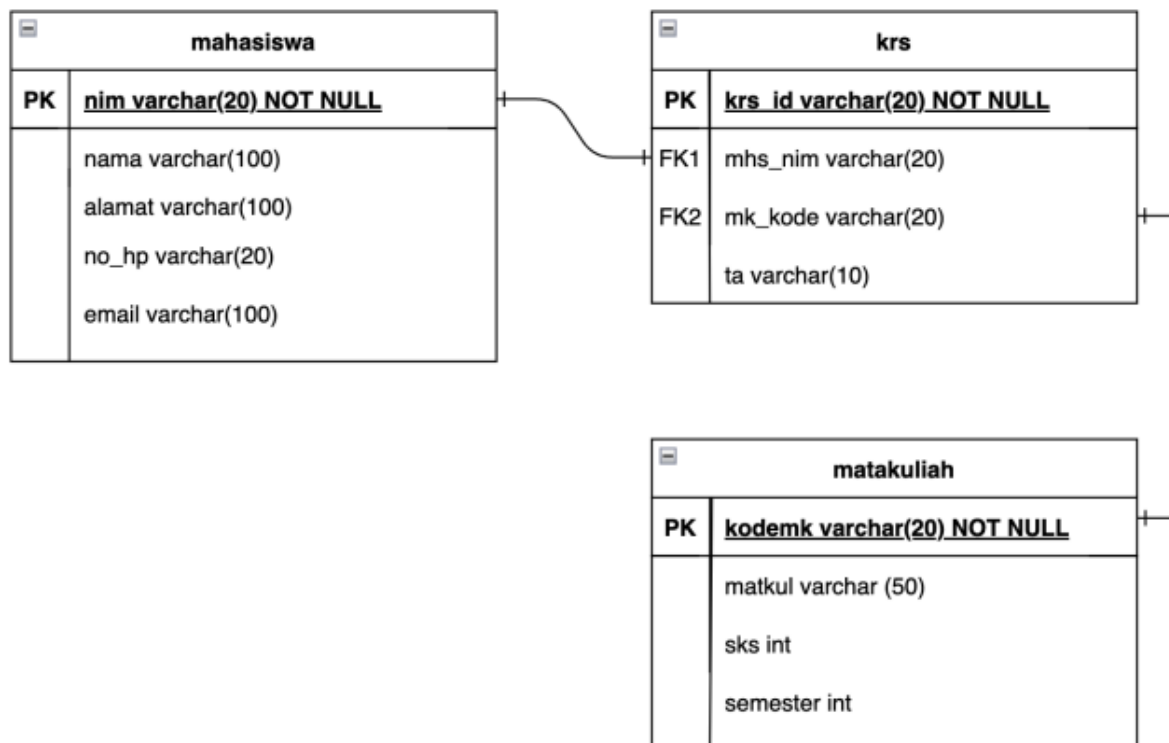 mahasiswa
PK nim varchar(20) NOT NULL
nama varchar(100)
alamat varchar(100)
no_hp varchar(20)
email varchar(100)
krs
PK krs_id varchar(20) NOT NULL
FK1 mhs_nim varchar(20)
FK2 mk_kode varchar(20)
ta varchar(10)
matakuliah
PK kodemk varchar(20) NOT NULL
matkul varchar (50)
sks int
semester int